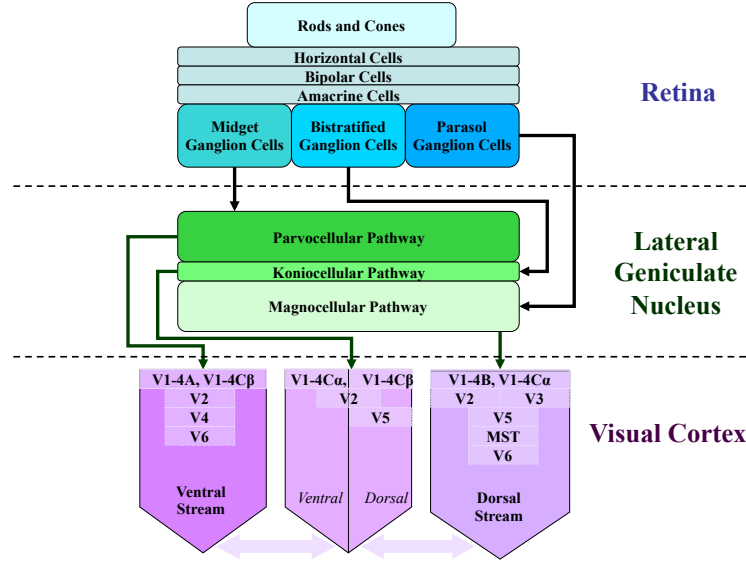 Rods and Cones
Horizontal Cells
Bipolar Cells
Amacrine Cells
Retina
Midget
Ganglion Cells
Bistratified
Ganglion Cells
Parasol
Ganglion Cells
Parvocellular Pathway
Koniocellular Pathway
Magnocellular Pathway
Lateral
Geniculate
Nucleus
V1-4A, V1-4Cβ
V2
V4
V6
Ventral
Stream
V1-4Cα, V1-4Cβ
V2
V5
Ventral
Dorsal
V1-4B, V1-4Cα
V2 V3
V5
MST
V6
Dorsal
Stream
Visual Cortex